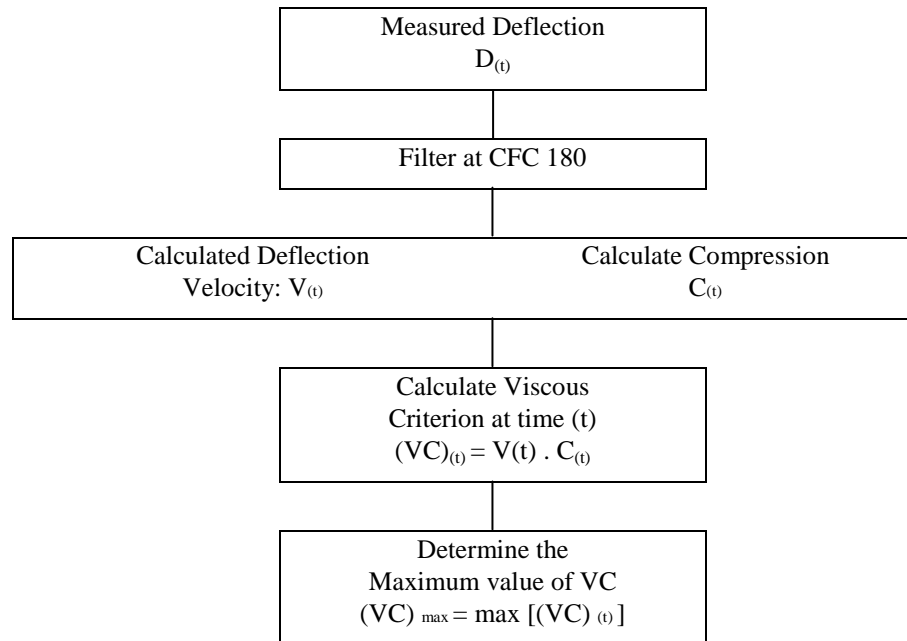 Measured Deflection
D(t)
Filter at CFC 180
Calculated Deflection
Velocity: V(t)
Calculate Compression
C(t)
Calculate Viscous
Criterion at time (t)
(VC)(t) = V(t) . C(t)
Determine the
Maximum value of VC
(VC) max = max [(VC) (t) ]